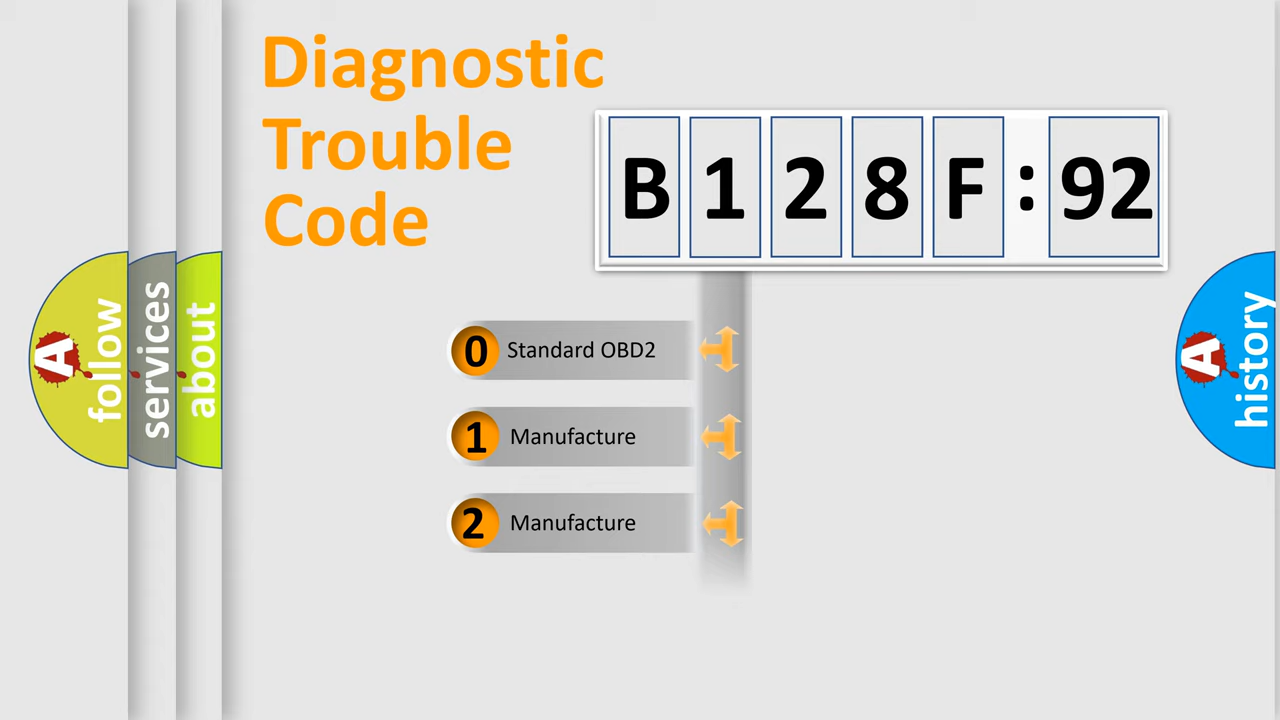 Diagnostic
Trouble
Code
B 1 2 8 F : 92
0 Standard OBD2
1 Manufacture
2 Manufacture
A follow
services
about
A history